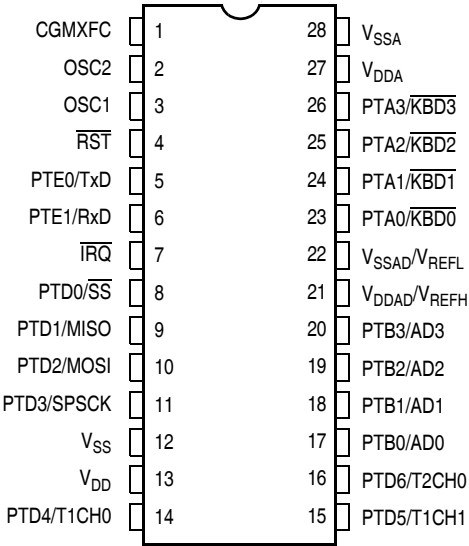 CGMXFC 1 28 VSSA
OSC2 2 27 VDDA
OSC1 3 26 PTA3/KBD3
RST 4 25 PTA2/KBD2
PTE0/TxD 5 24 PTA1/KBD1
PTE1/RxD 6 23 PTA0/KBD0
IRQ 7 22 VSSAD/VREFL
PTD0/SS 8 21 VDDAD/VREFH
PTD1/MISO 9 20 PTB3/AD3
PTD2/MOSI 10 19 PTB2/AD2
PTD3/SPSCK 11 18 PTB1/AD1
VSS 12 17 PTB0/AD0
VDD 13 16 PTD6/T2CH0
PTD4/T1CH0 14 15 PTD5/T1CH1